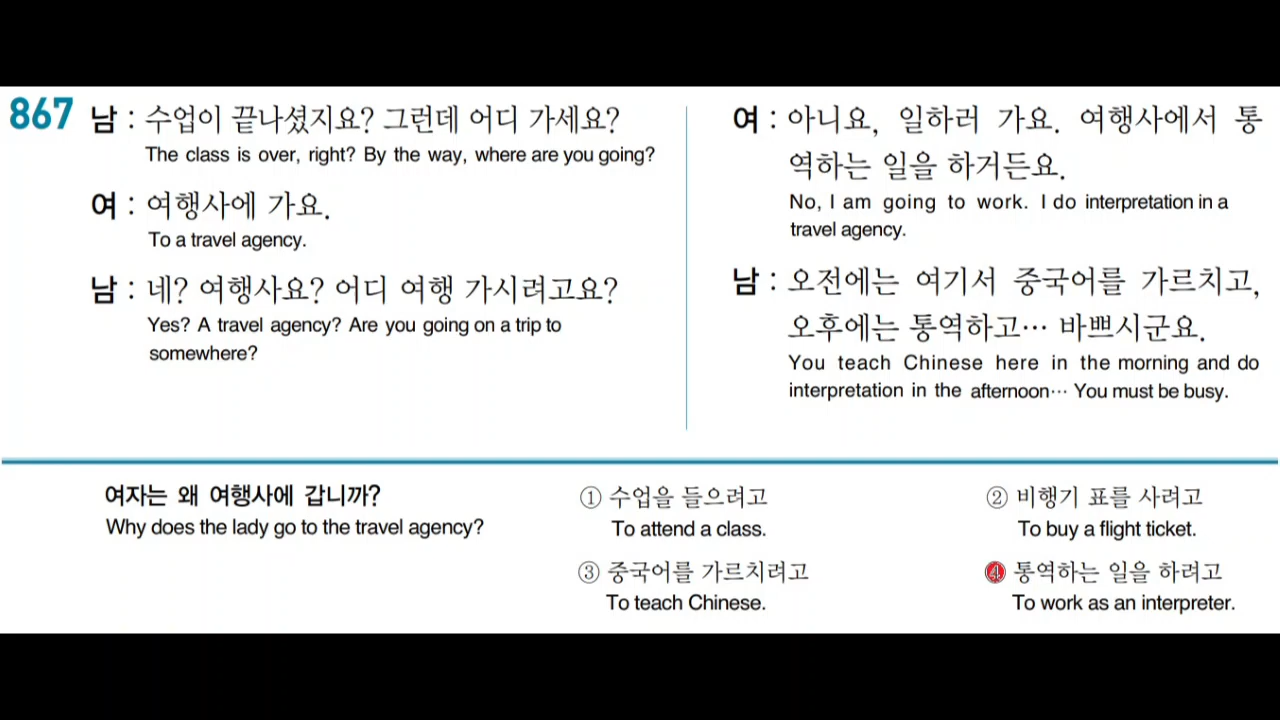 867 남 : 수업이 끝나셨지요? 그런데 어디 가세요?
The class is over, right? By the way, where are you going?
여 : 여행사에 가요.
To a travel agency.
남 : 네? 여행사요? 어디 여행 가시려고요?
Yes? A travel agency? Are you going on a trip to
somewhere?
여 : 아니요, 일하러 가요. 여행사에서 통
역하는 일을 하거든요.
No, I am going to work. I do interpretation in a
travel agency.
남 : 오전에는 여기서 중국어를 가르치고,
오후에는 통역하고… 바쁘시군요.
You teach Chinese here in the morning and do
interpretation in the afternoon… You must be busy.
여자는 왜 여행사에 갑니까?
Why does the lady go to the travel agency?
① 수업을 들으려고
To attend a class.
② 비행기 표를 사려고
To buy a flight ticket.
③ 중국어를 가르치려고
To teach Chinese.
④ 통역하는 일을 하려고
To work as an interpreter.